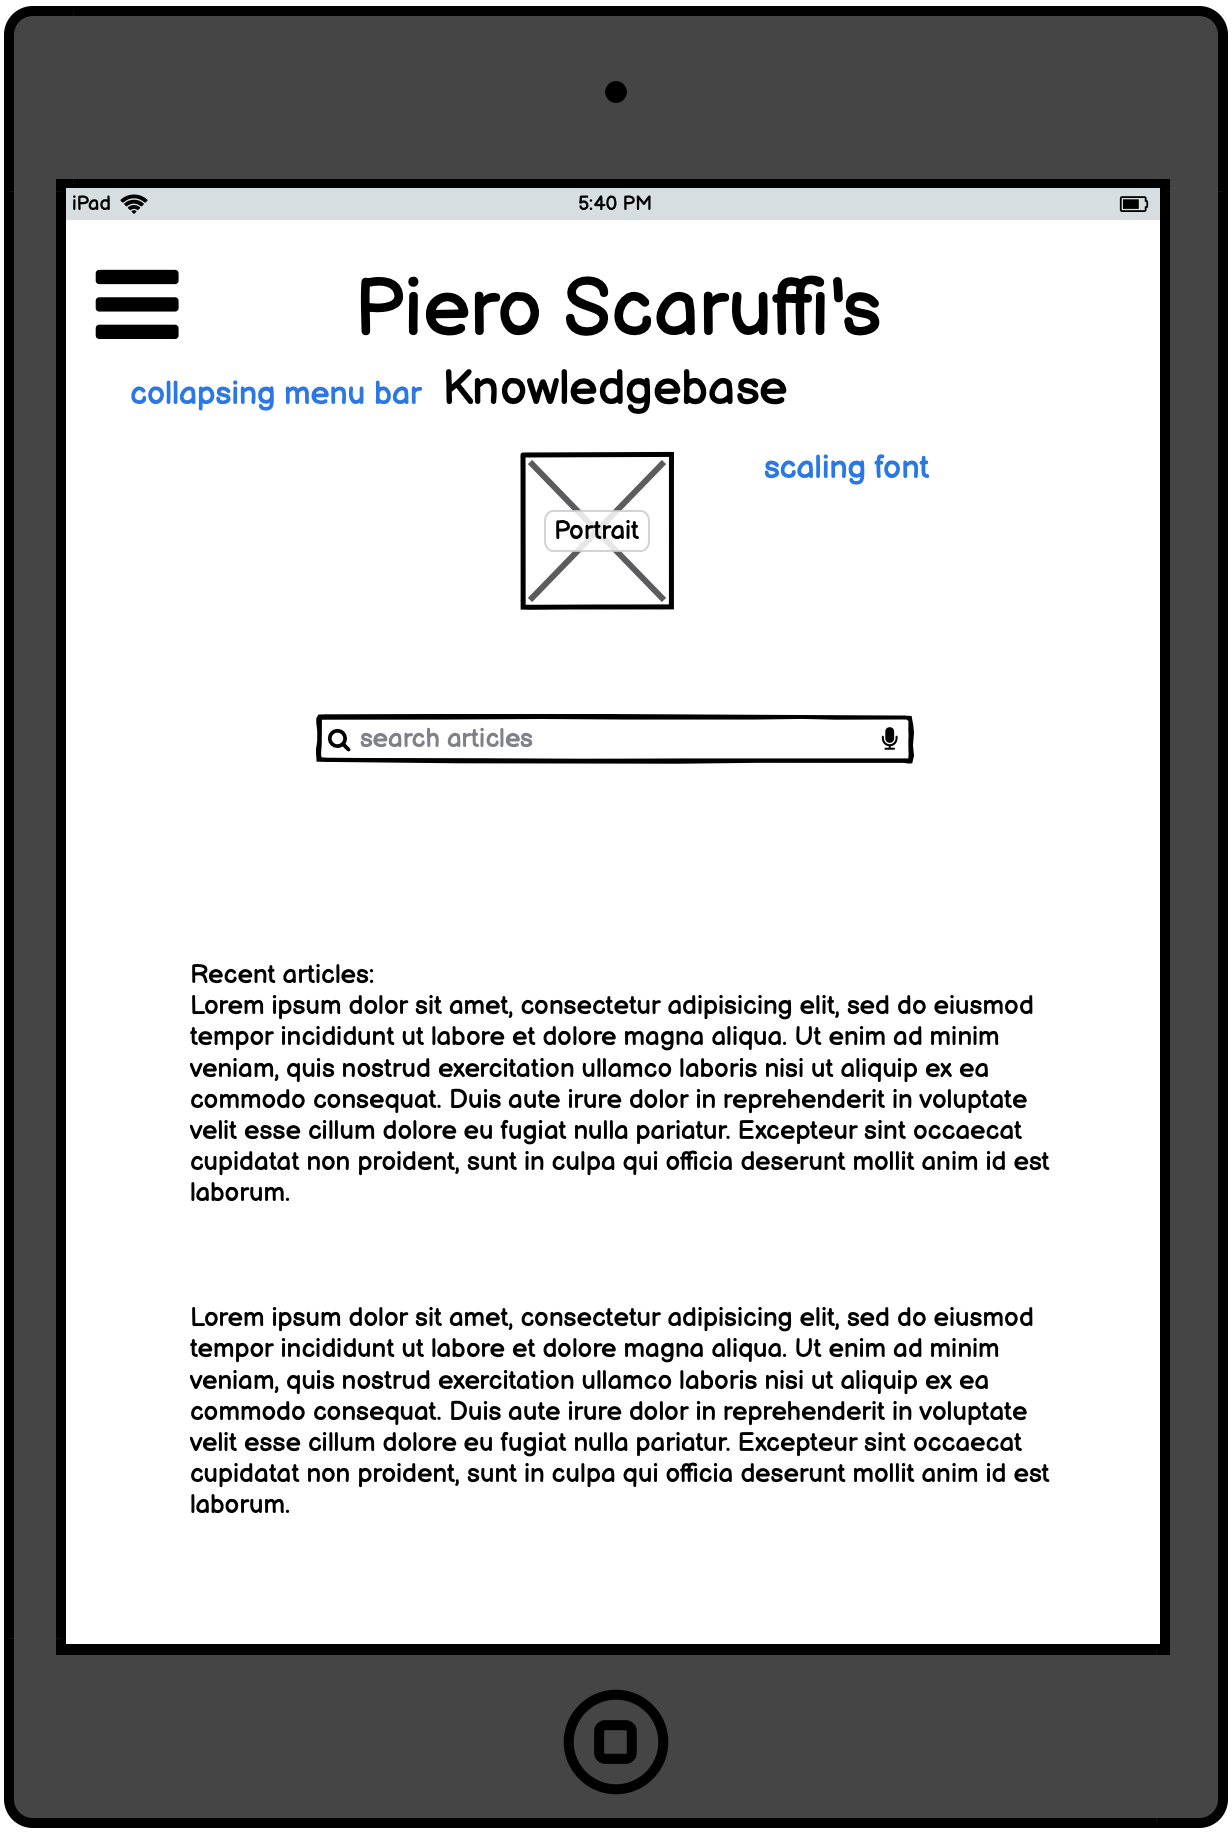 iPad 5:40 PM
Piero Scaruffi's
collapsing menu bar Knowledgebase
scaling font
Portrait
search articles
Recent articles:
Lorem ipsum dolor sit amet, consectetur adipisicing elit, sed do eiusmod
tempor incididunt ut labore et dolore magna aliqua. Ut enim ad minim
veniam, quis nostrud exercitation ullamco laboris nisi ut aliquip ex ea
commodo consequat. Duis aute irure dolor in reprehenderit in voluptate
velit esse cillum dolore eu fugiat nulla pariatur. Excepteur sint occaecat
cupidatat non proident, sunt in culpa qui officia deserunt mollit anim id est
laborum.
Lorem ipsum dolor sit amet, consectetur adipisicing elit, sed do eiusmod
tempor incididunt ut labore et dolore magna aliqua. Ut enim ad minim
veniam, quis nostrud exercitation ullamco laboris nisi ut aliquip ex ea
commodo consequat. Duis aute irure dolor in reprehenderit in voluptate
velit esse cillum dolore eu fugiat nulla pariatur. Excepteur sint occaecat
cupidatat non proident, sunt in culpa qui officia deserunt mollit anim id est
laborum.